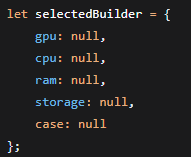 let selectedBuilder = {
gpu: null,
cpu: null,
ram: null,
storage: null,
case: null
};